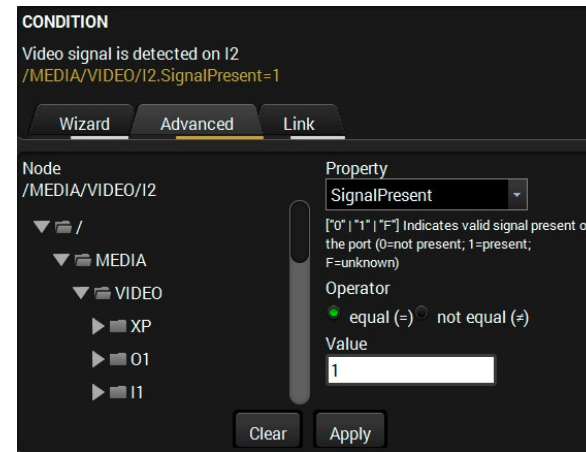 CONDITION
Video signal is detected on I2
/MEDIA/VIDEO/I2.SignalPresent=1
Wizard
Advanced
Link
Node
/MEDIA/VIDEO/I2
/
MEDIA
VIDEO
XP
O1
I1
Property
SignalPresent
["0" | "1" | "F"] Indicates valid signal present o
the port (0=not present; 1=present;
F=unknown)
Operator
equal (=) not equal (≠)
Value
1
Clear
Apply